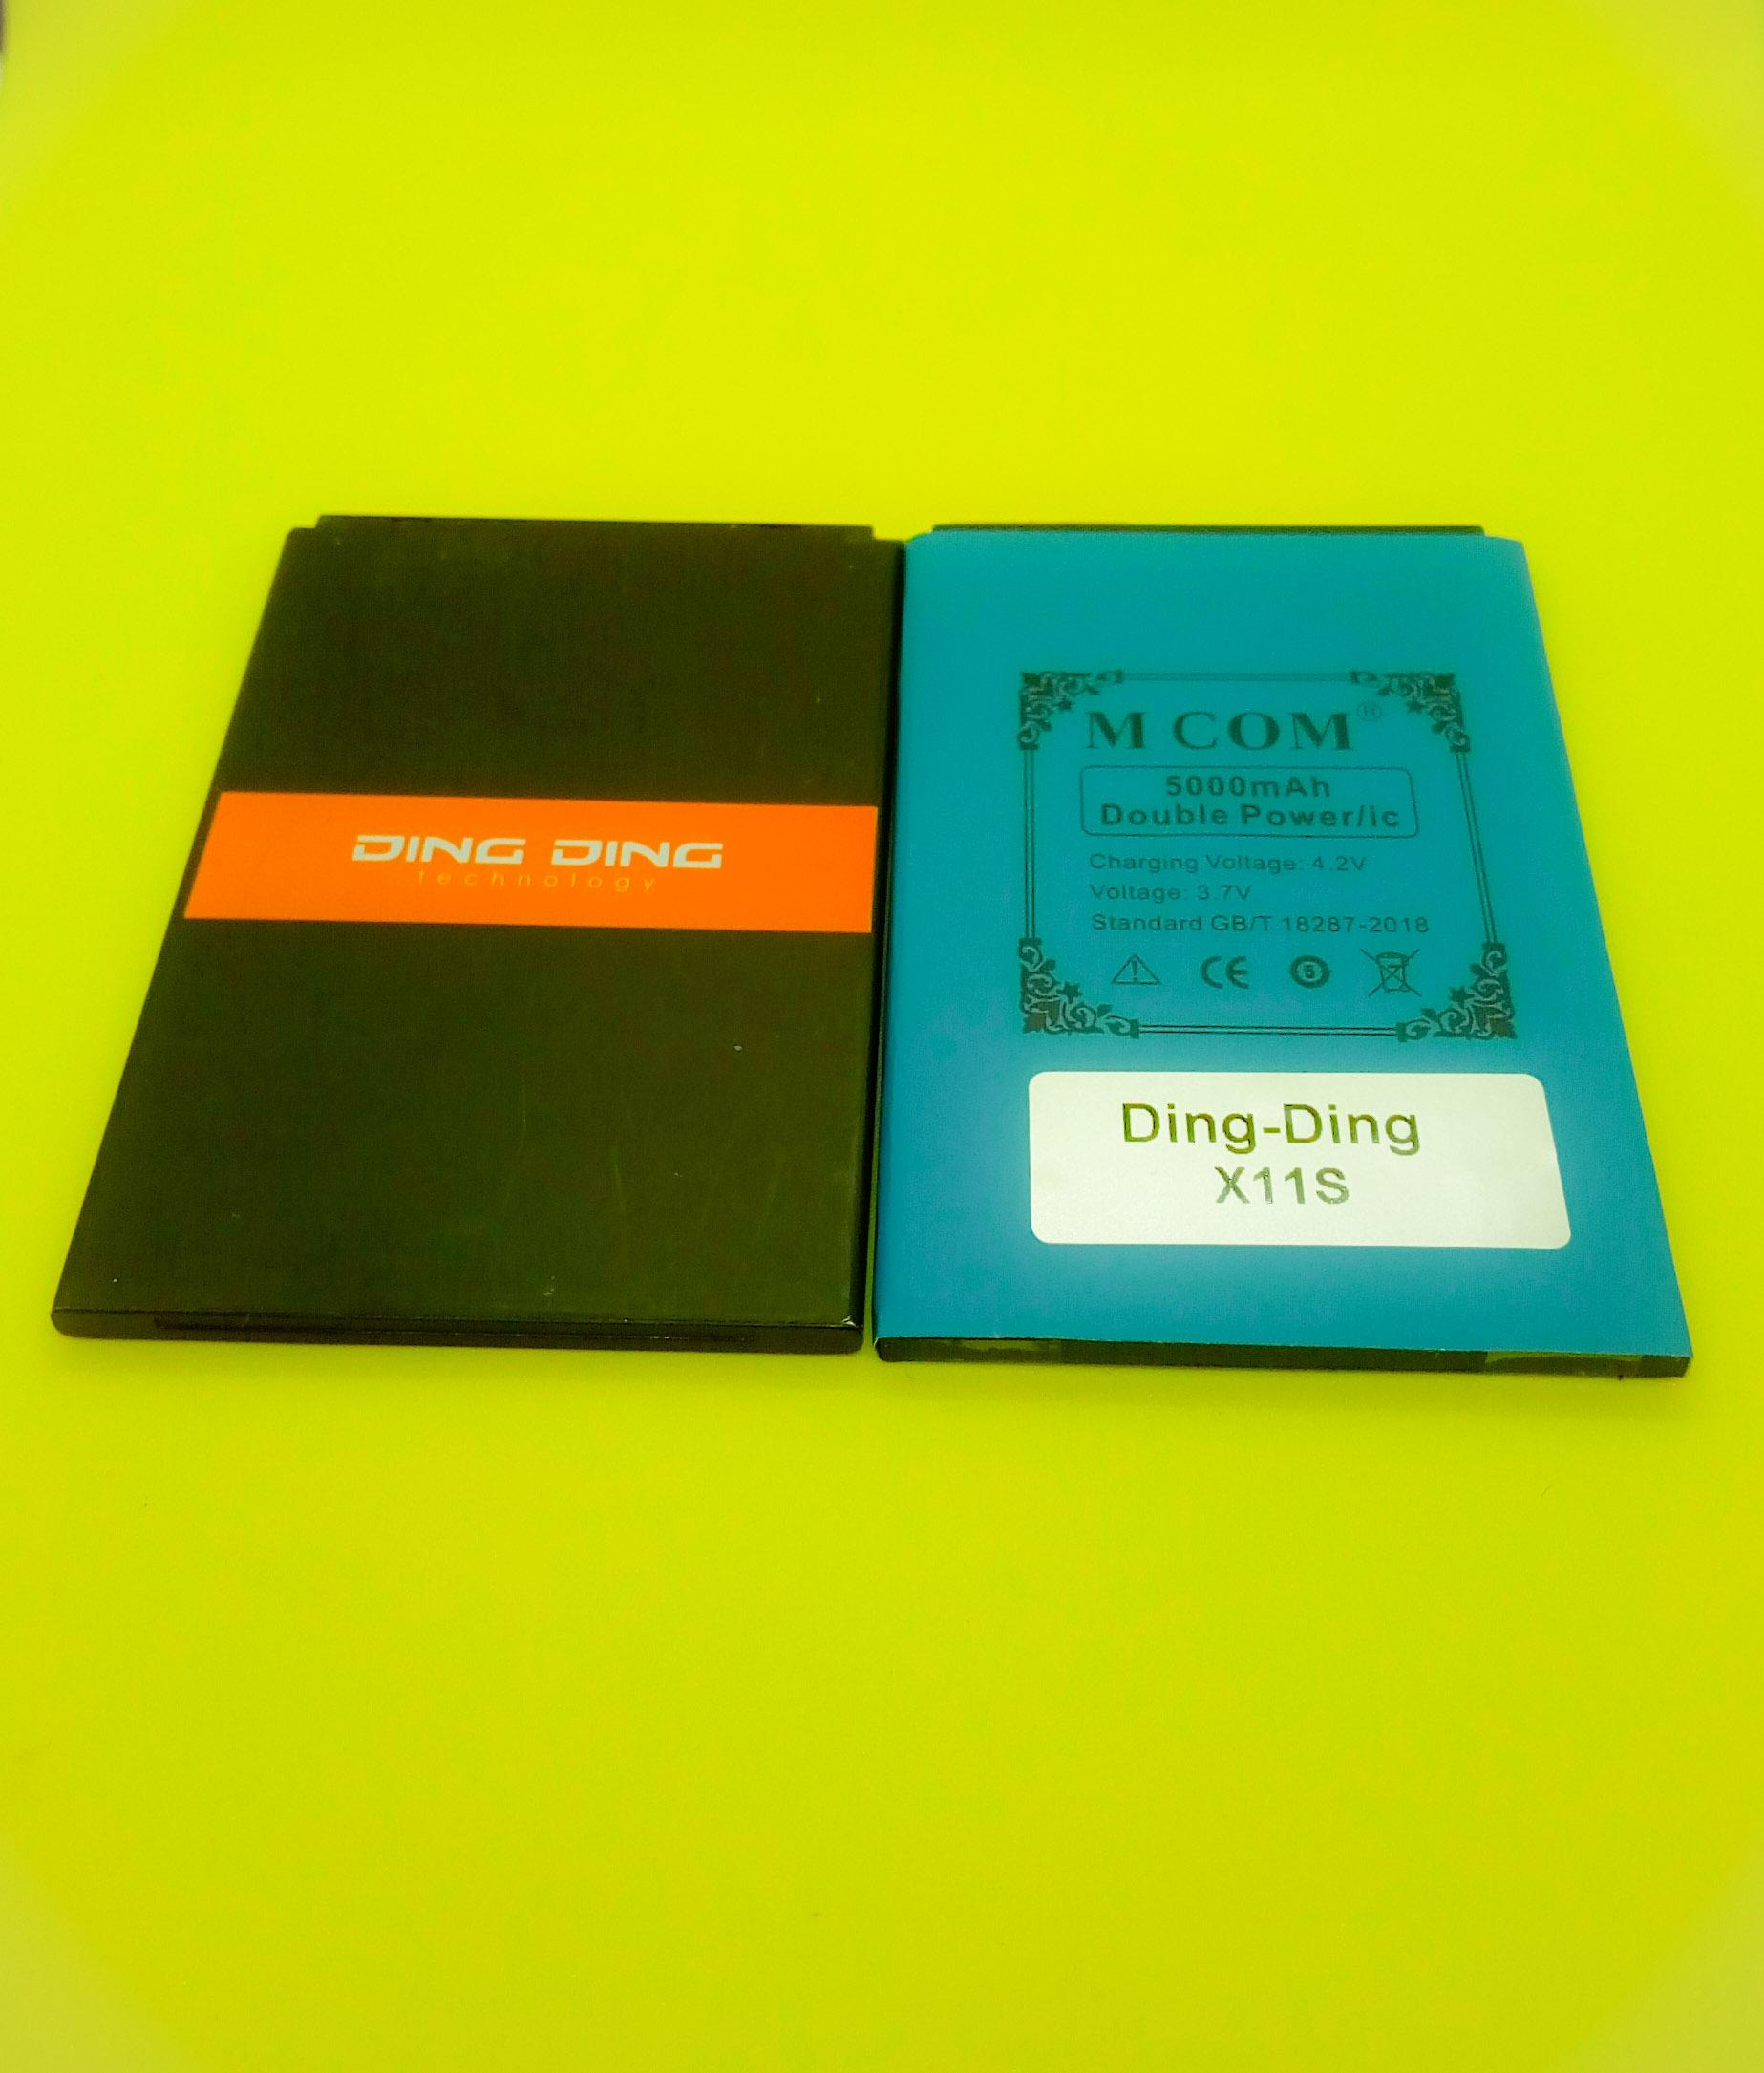 DING DING
technology
M COM®
5000mAh
Double Power/ic
Charging Voltage: 4.2V
Voltage: 3.7V
Standard GB/T 18287-2018
CE
5
Ding-Ding
X11S